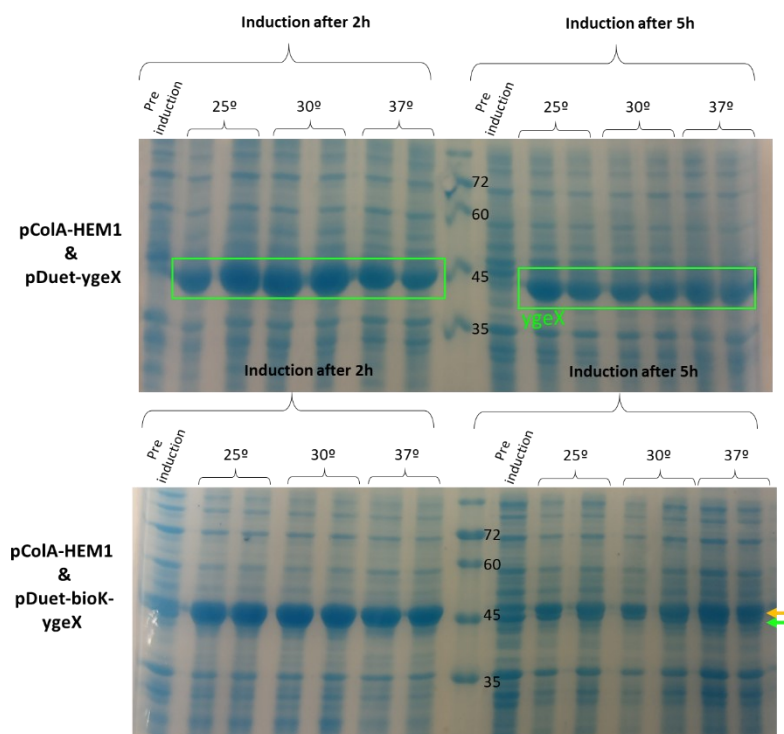 Induction after 2h
Induction after 5h
Pre induction
25º
30º
37º
Pre induction
25º
30º
37º
pColA-HEM1
&
pDuet-ygeX
72
60
45
35
ygeX
Induction after 2h
Induction after 5h
Pre induction
25º
30º
37º
Pre induction
25º
30º
37º
pColA-HEM1
&
pDuet-bioK-
ygeX
72
60
45
35